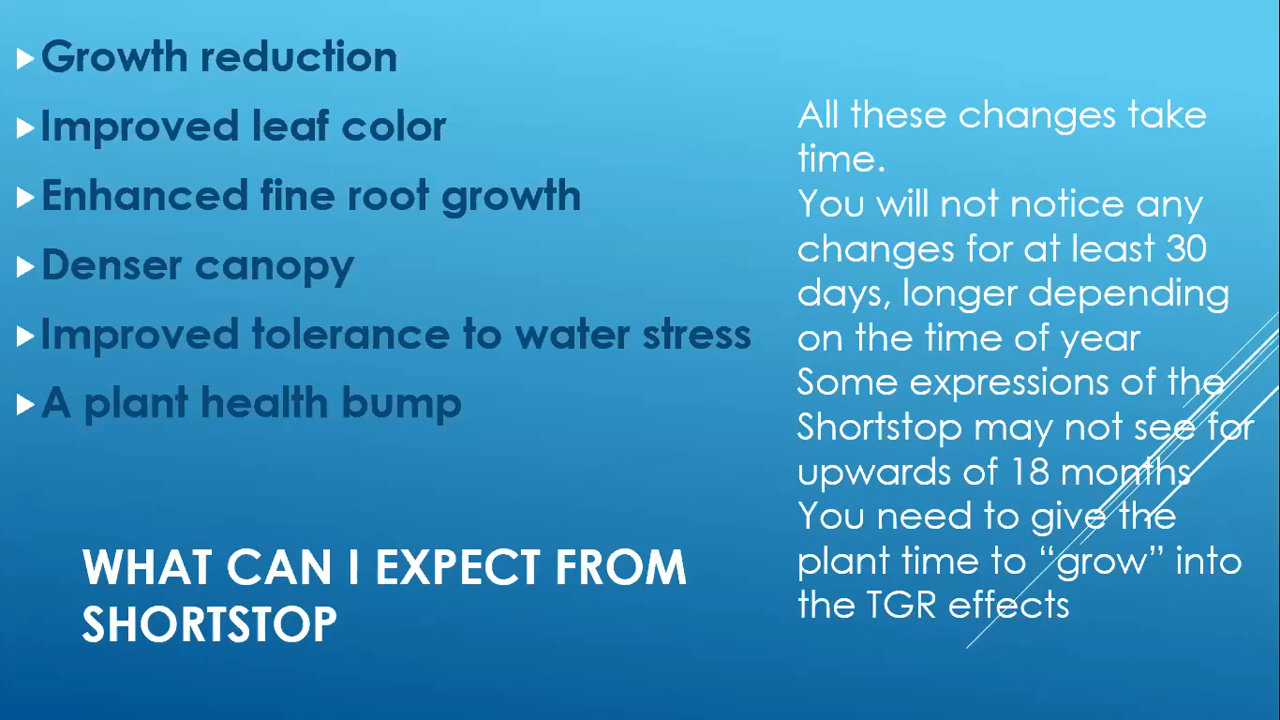 Growth reduction
Improved leaf color
Enhanced fine root growth
Denser canopy
Improved tolerance to water stress
A plant health bump
WHAT CAN I EXPECT FROM
SHORTSTOP
All these changes take
time.
You will not notice any
changes for at least 30
days, longer depending
on the time of year
Some expressions of the
Shortstop may not see for
upwards of 18 months
You need to give the
plant time to “grow” into
the TGR effects